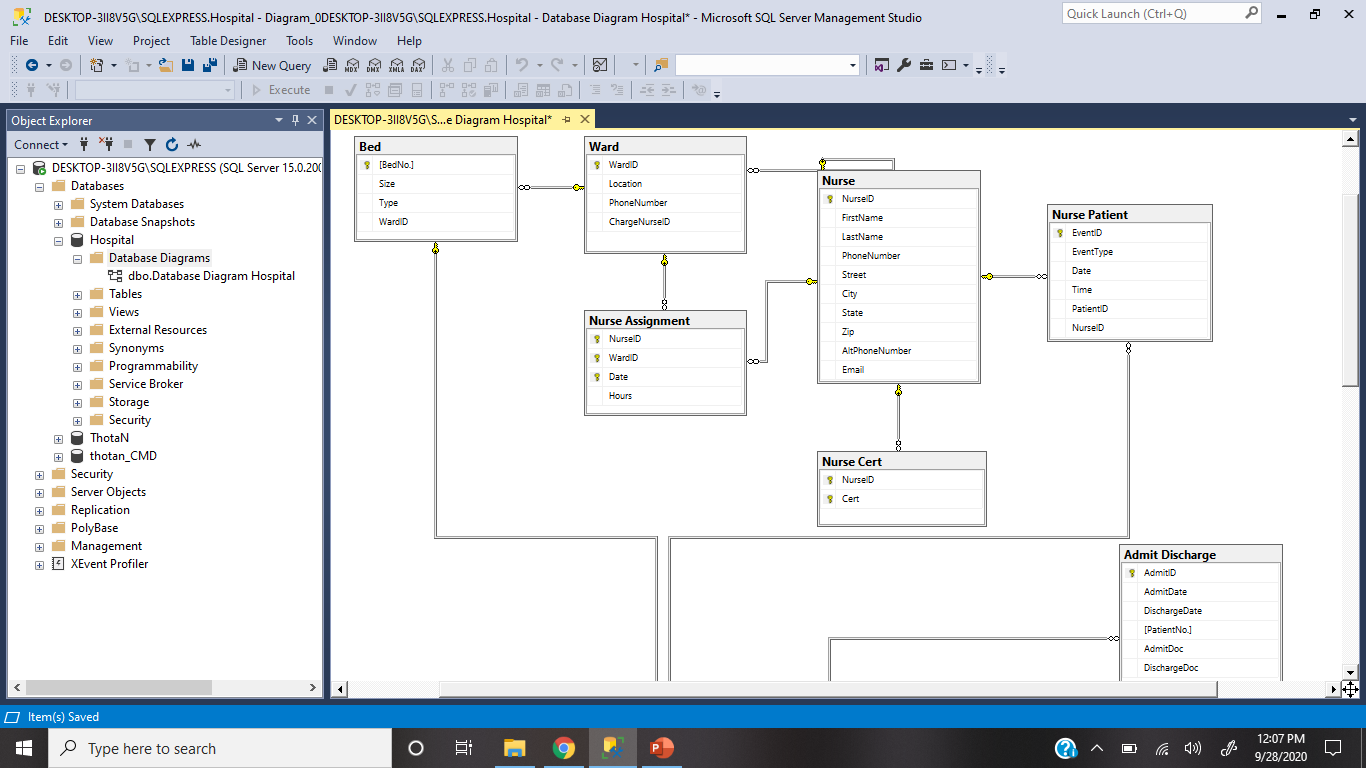 DESKTOP-3II8V5G\SQLEXPRESS.Hospital - Diagram_0DESKTOP-3II8V5G\SQLEXPRESS.Hospital - Database Diagram Hospital* - Microsoft SQL Server Management Studio
Quick Launch (Ctrl+Q)
File Edit View Project Table Designer Tools Window Help
New Query MDX DMX XMLA DAX
Execute
Object Explorer
Connect
DESKTOP-3II8V5G\SQLEXPRESS (SQL Server 15.0.200
Databases
System Databases
Database Snapshots
Hospital
Database Diagrams
dbo.Database Diagram Hospital
Tables
Views
External Resources
Synonyms
Programmability
Service Broker
Storage
Security
ThotaN
thotan_CMD
Security
Server Objects
Replication
PolyBase
Management
XEvent Profiler
DESKTOP-3II8V5G\S...e Diagram Hospital*
Bed
[BedNo.]
Size
Type
WardID
Ward
WardID
Location
PhoneNumber
ChargeNurseID
Nurse
NurseID
FirstName
LastName
PhoneNumber
Street
City
State
Zip
AltPhoneNumber
Email
Nurse Patient
EventID
EventType
Date
Time
PatientID
NurseID
Nurse Assignment
NurseID
WardID
Date
Hours
Nurse Cert
NurseID
Cert
Admit Discharge
AdmitID
AdmitDate
DischargeDate
[PatientNo.]
AdmitDoc
DischargeDoc
Item(s) Saved
Type here to search
12:07 PM
9/28/2020